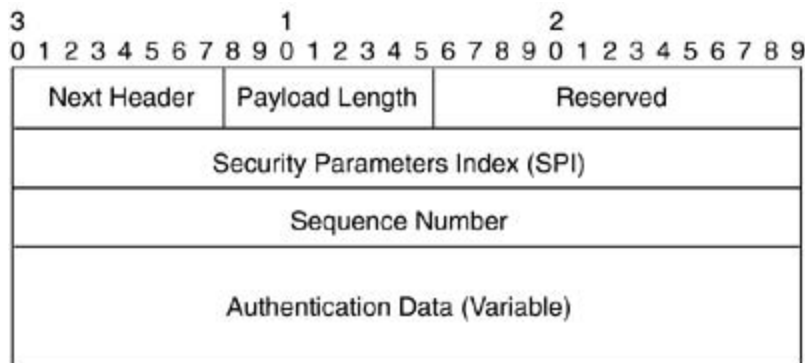 3 1 2
0 1 2 3 4 5 6 7 8 9 0 1 2 3 4 5 6 7 8 9 0 1 2 3 4 5 6 7 8 9
Next Header Payload Length Reserved
Security Parameters Index (SPI)
Sequence Number
Authentication Data (Variable)